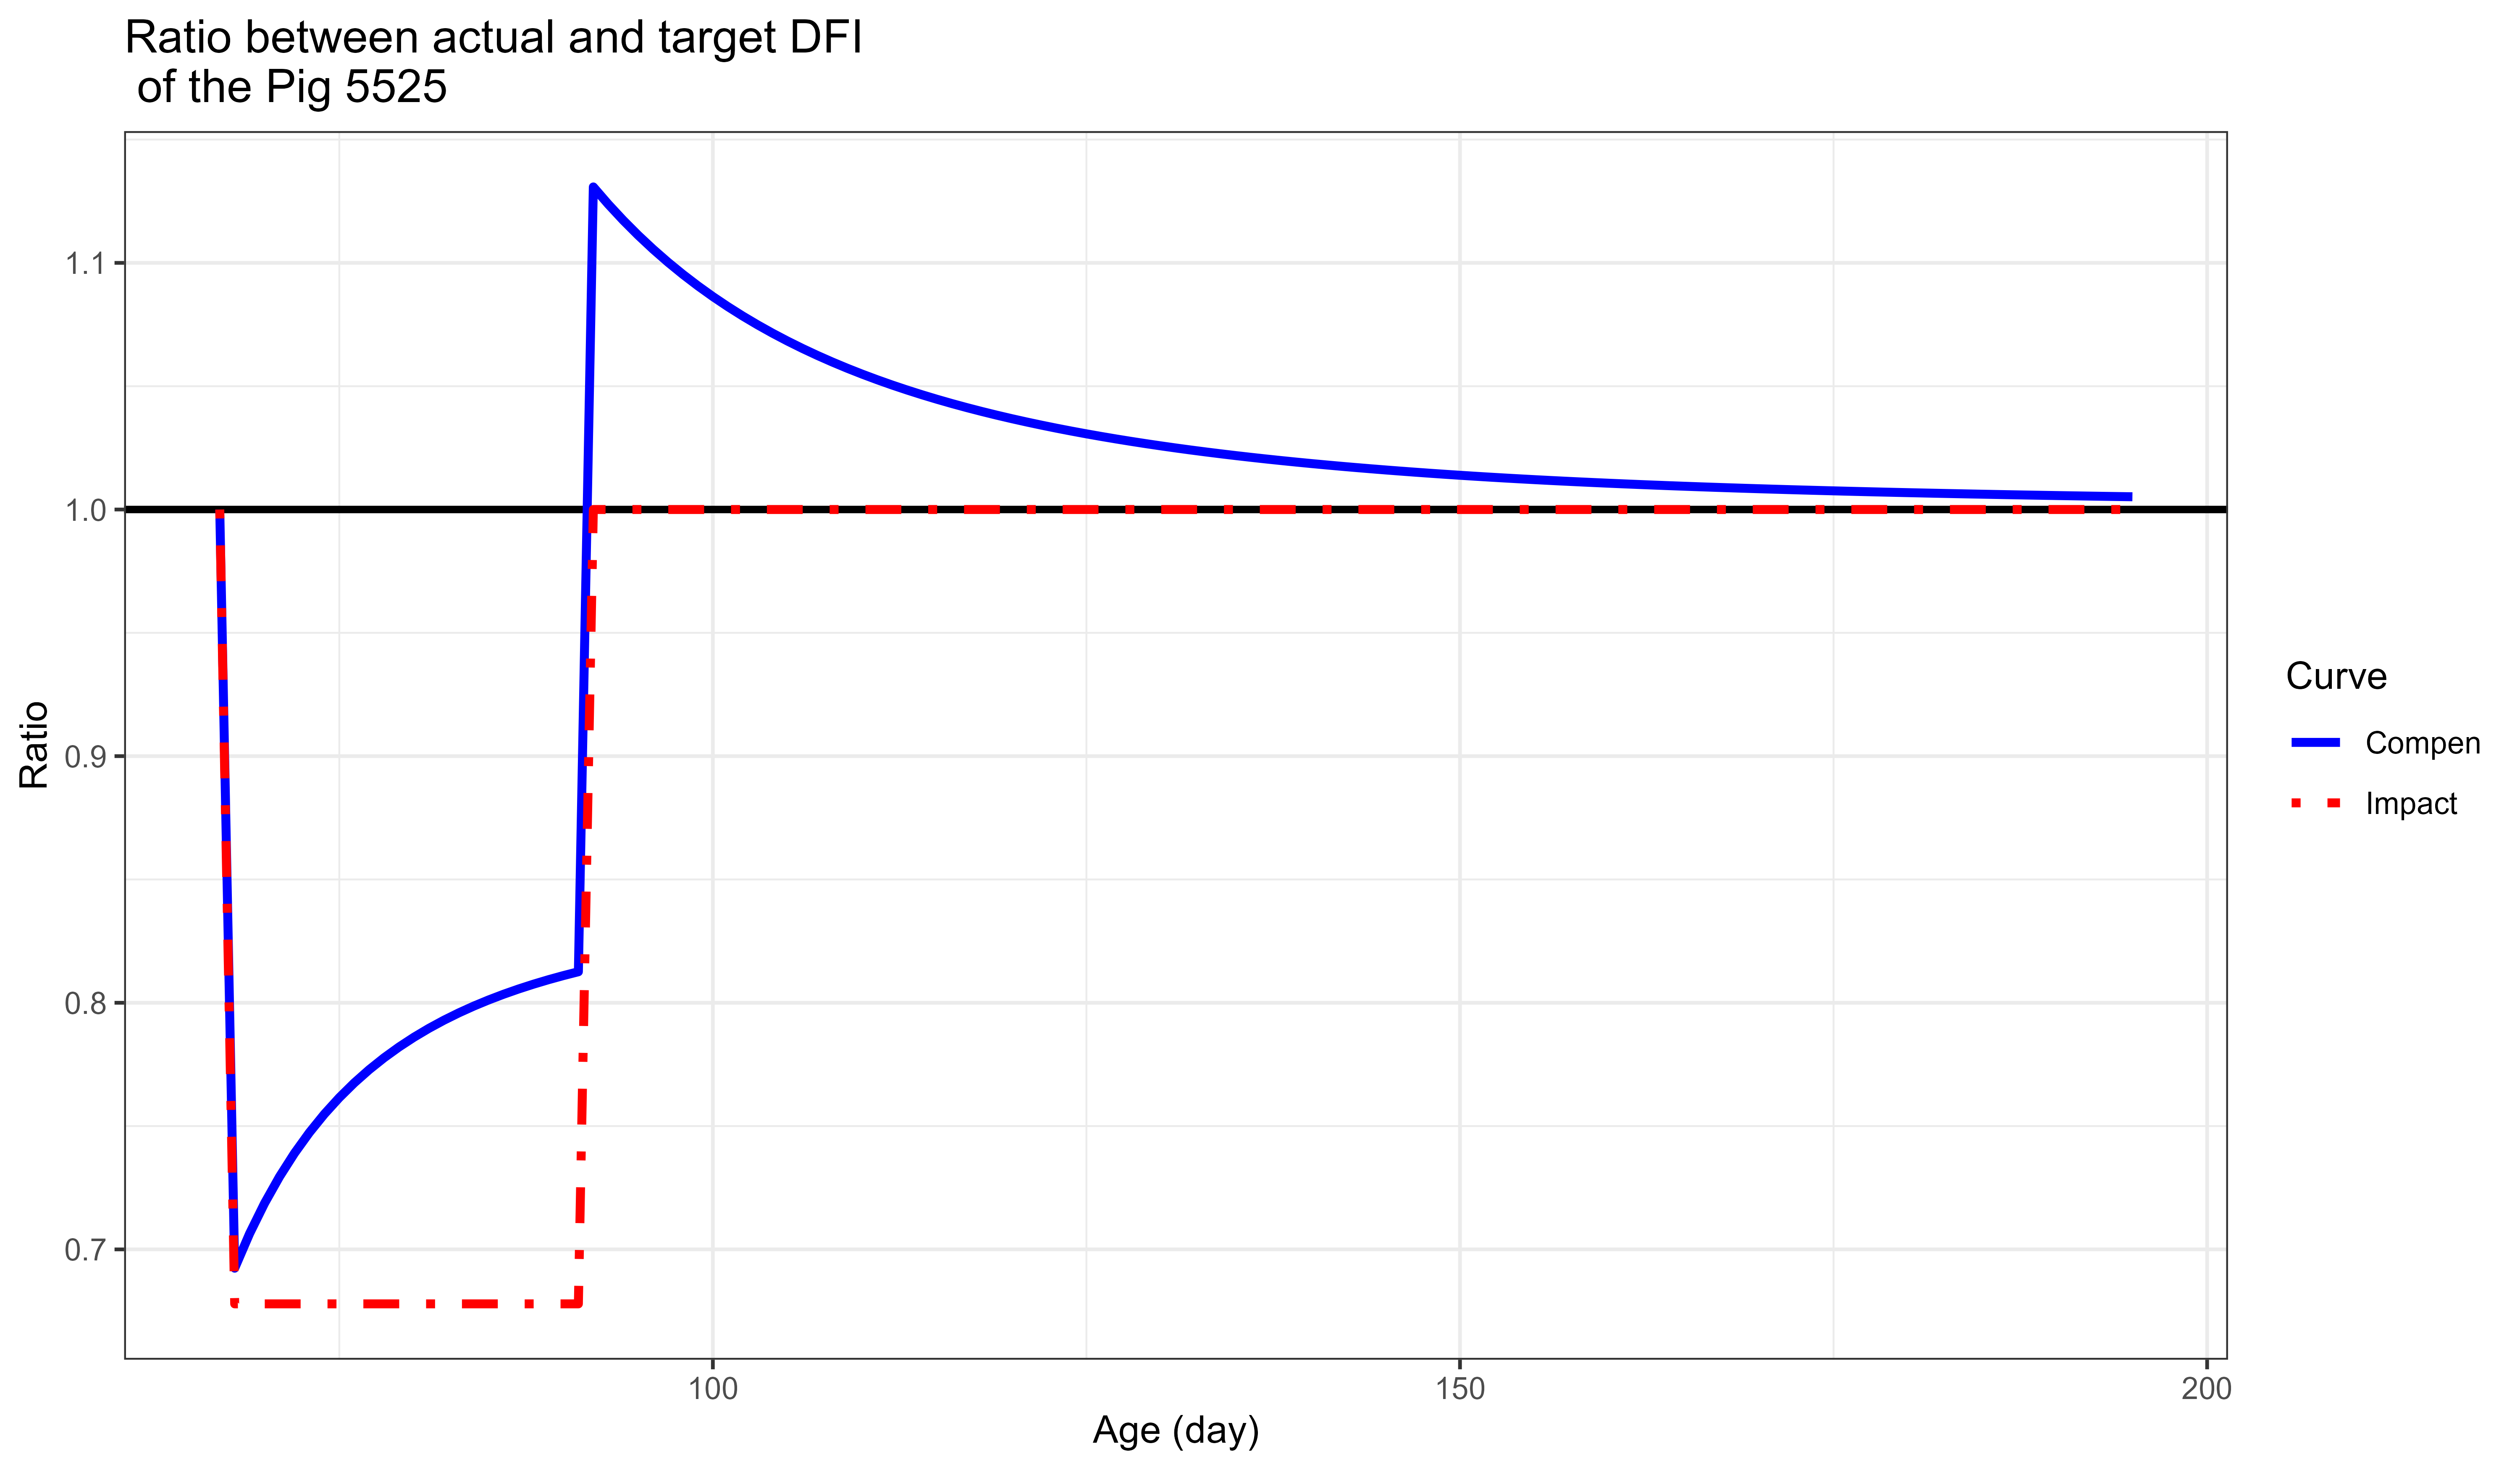 Ratio between actual and target DFI
of the Pig 5525
1.1
1.0
0.9
0.8
0.7
Ratio
100
150
200
Age (day)
Curve
Compen
Impact